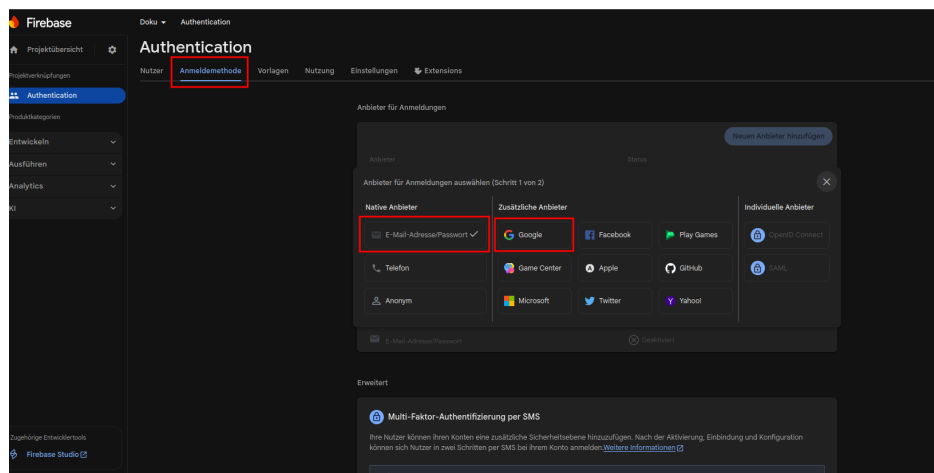 Firebase
Doku
Authentication
Projektübersicht
Authentication
Nutzer Anmeldemethode Vorlagen Nutzung Einstellungen Extensions
Projektverknüpfungen
Authentication
Produktkategorien
Entwickeln
Ausführen
Analytics
KI
Anbieter für Anmeldungen
Neuen Anbieter hinzufügen
Anbieter Status
Anbieter für Anmeldungen auswählen (Schritt 1 von 2)
Native Anbieter Zusätzliche Anbieter Individuelle Anbieter
E-Mail-Adresse/Passwort Google Facebook Play Games OpenID Connect
Telefon Game Center Apple GitHub SAML
Anonym Microsoft Twitter Yahoo!
E-Mail-Adresse/Passwort Deaktiviert
Erweitert
Multi-Faktor-Authentifizierung per SMS
Ihre Nutzer können ihren Konten eine zusätzliche Sicherheitsebene hinzuzufügen. Nach der Aktivierung, Einbindung und Konfiguration
können sich Nutzer in zwei Schritten per SMS bei ihrem Konto anmelden.Weitere Informationen
Zugehörige Entwicklertools
Firebase Studio